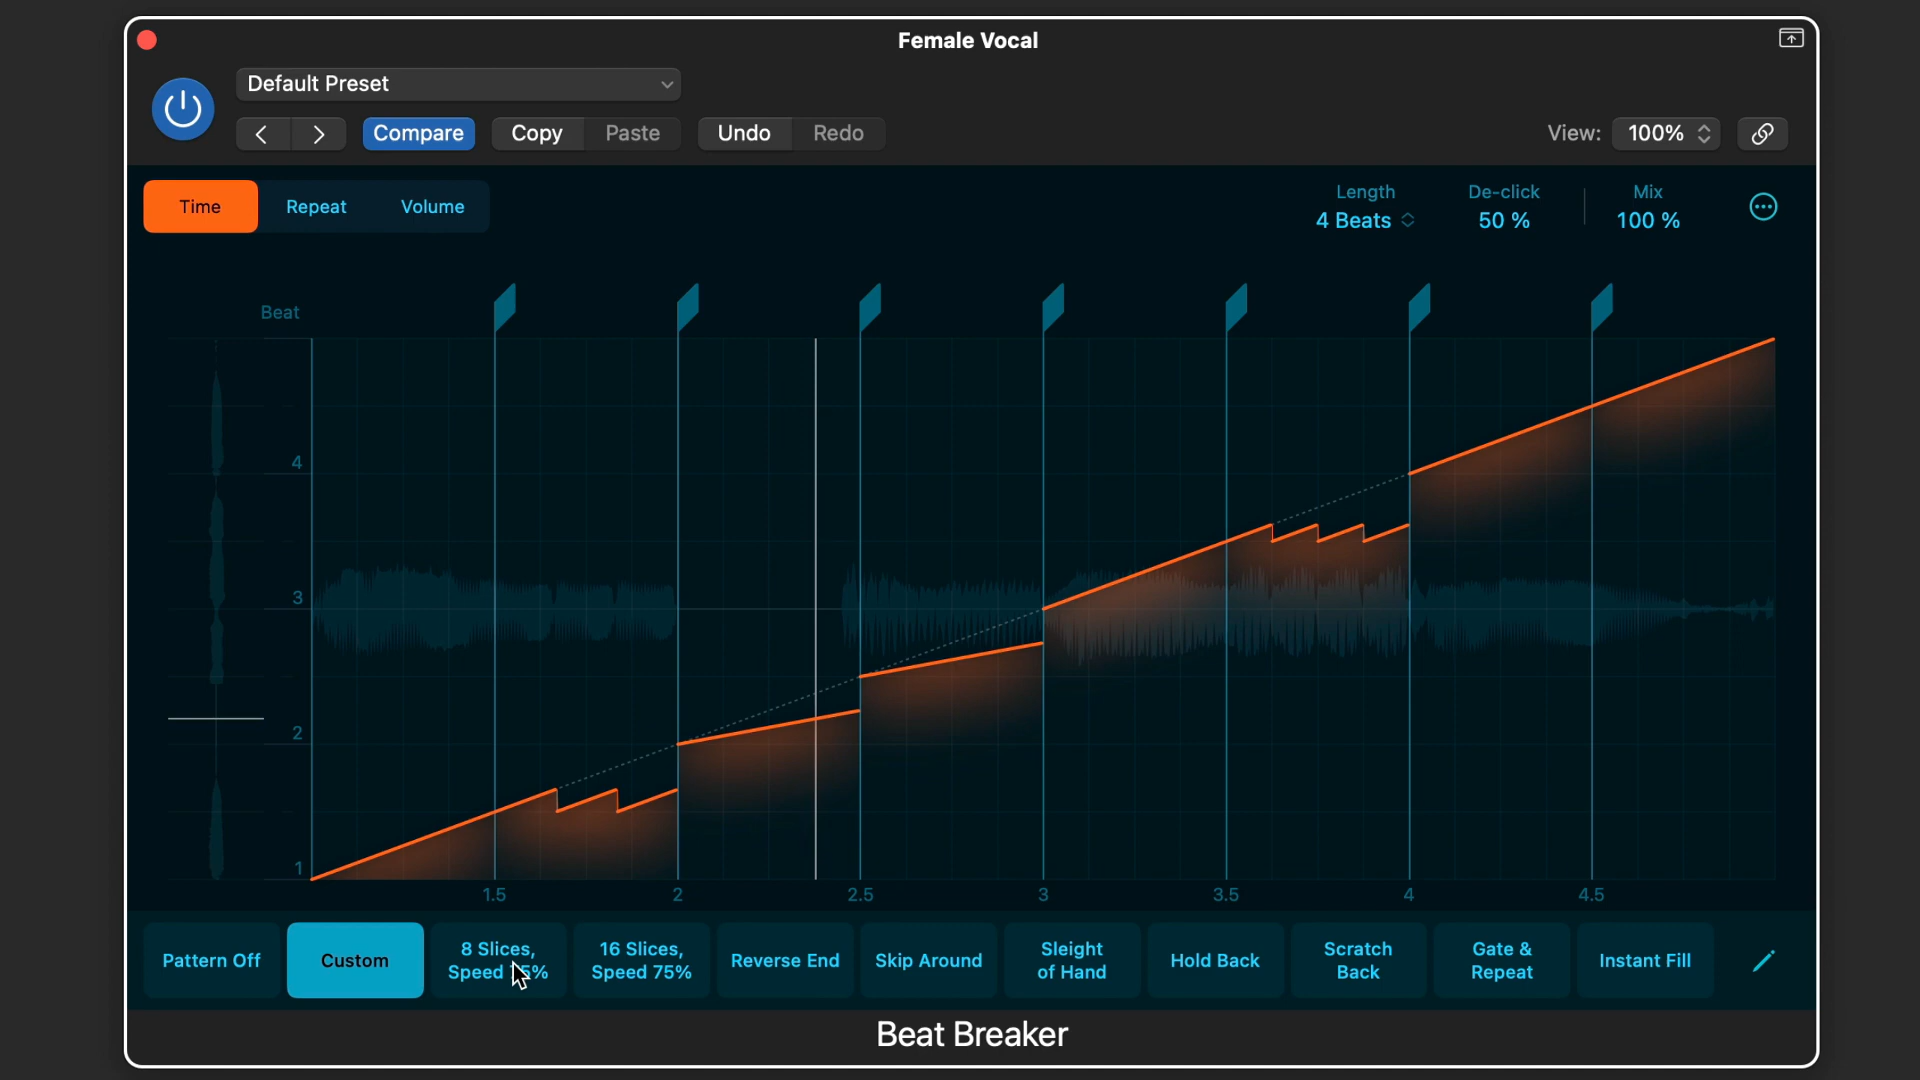 Female Vocal
Default Preset
Compare
Copy
Paste
Undo
Redo
View:
100%
Time
Repeat
Volume
Length
4 Beats
De-click
50 %
Mix
100 %
Beat
4
3
2
1
1.5
2
2.5
3
3.5
4
4.5
Pattern Off
Custom
8 Slices,
Speed
16 Slices,
Speed 75%
Reverse End
Skip Around
Sleight
of Hand
Hold Back
Scratch
Back
Gate &
Repeat
Instant Fill
Beat Breaker